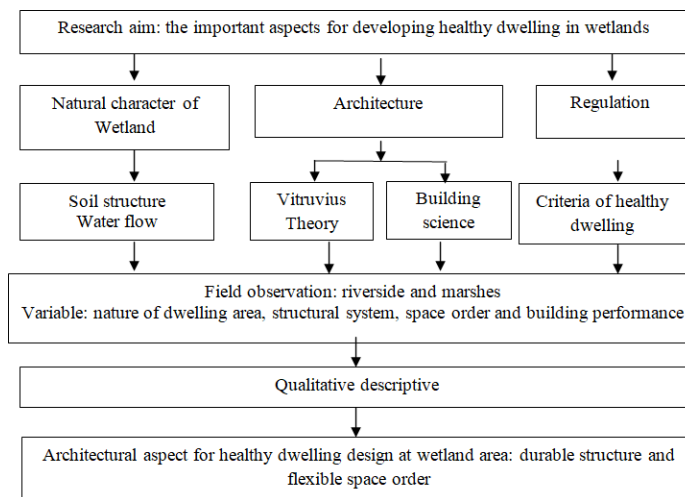 Research aim: the important aspects for developing healthy dwelling in wetlands
Natural character of
Wetland
Architecture
Regulation
Soil structure
Water flow
Vitruvius
Theory
Building
science
Criteria of healthy
dwelling
Field observation: riverside and marshes
Variable: nature of dwelling area, structural system, space order and building performance
Qualitative descriptive
Architectural aspect for healthy dwelling design at wetland area: durable structure and
flexible space order